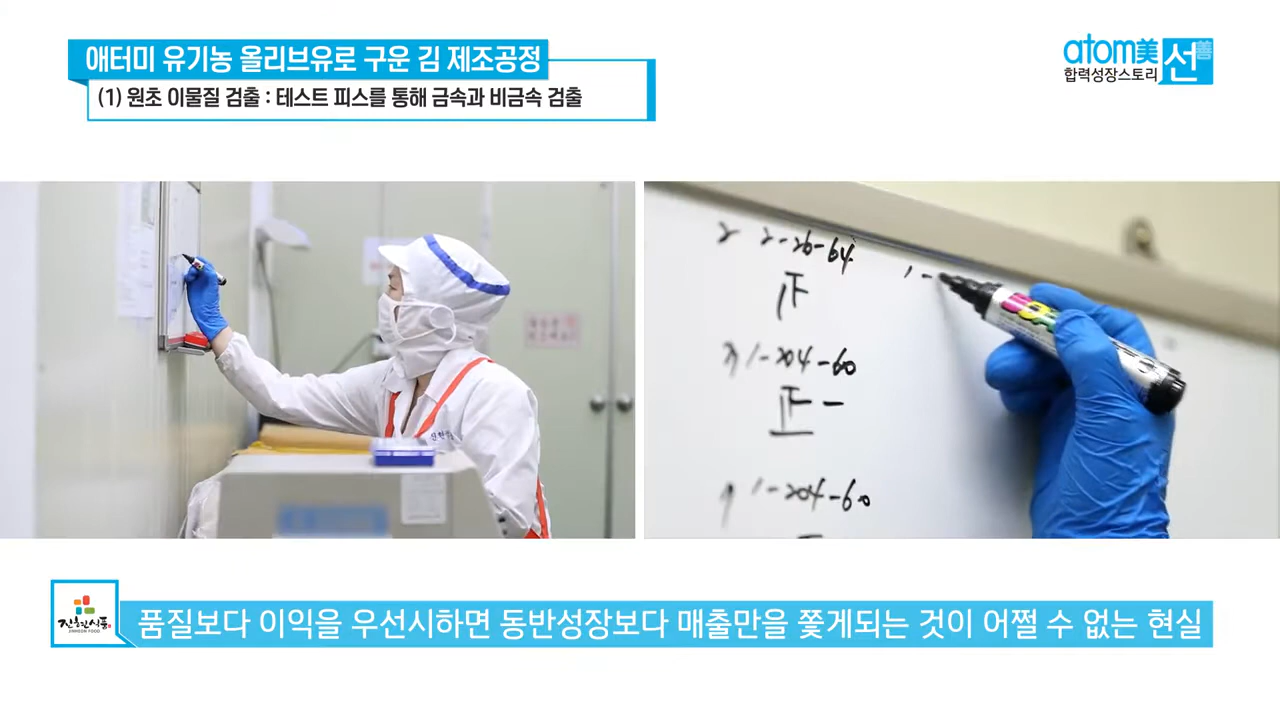 애터미 유기농 올리브유로 구운 김 제조공정
(1) 원초 이물질 검출 : 테스트 피스를 통해 금속과 비금속 검출
atom美
합력성장스토리
선善
2-26-64
正
1-204-60
正一
1-204-60
1-
JINHEON FOOD
품질보다 이익을 우선시하면 동반성장보다 매출만을 쫓게되는 것이 어쩔 수 없는 현실